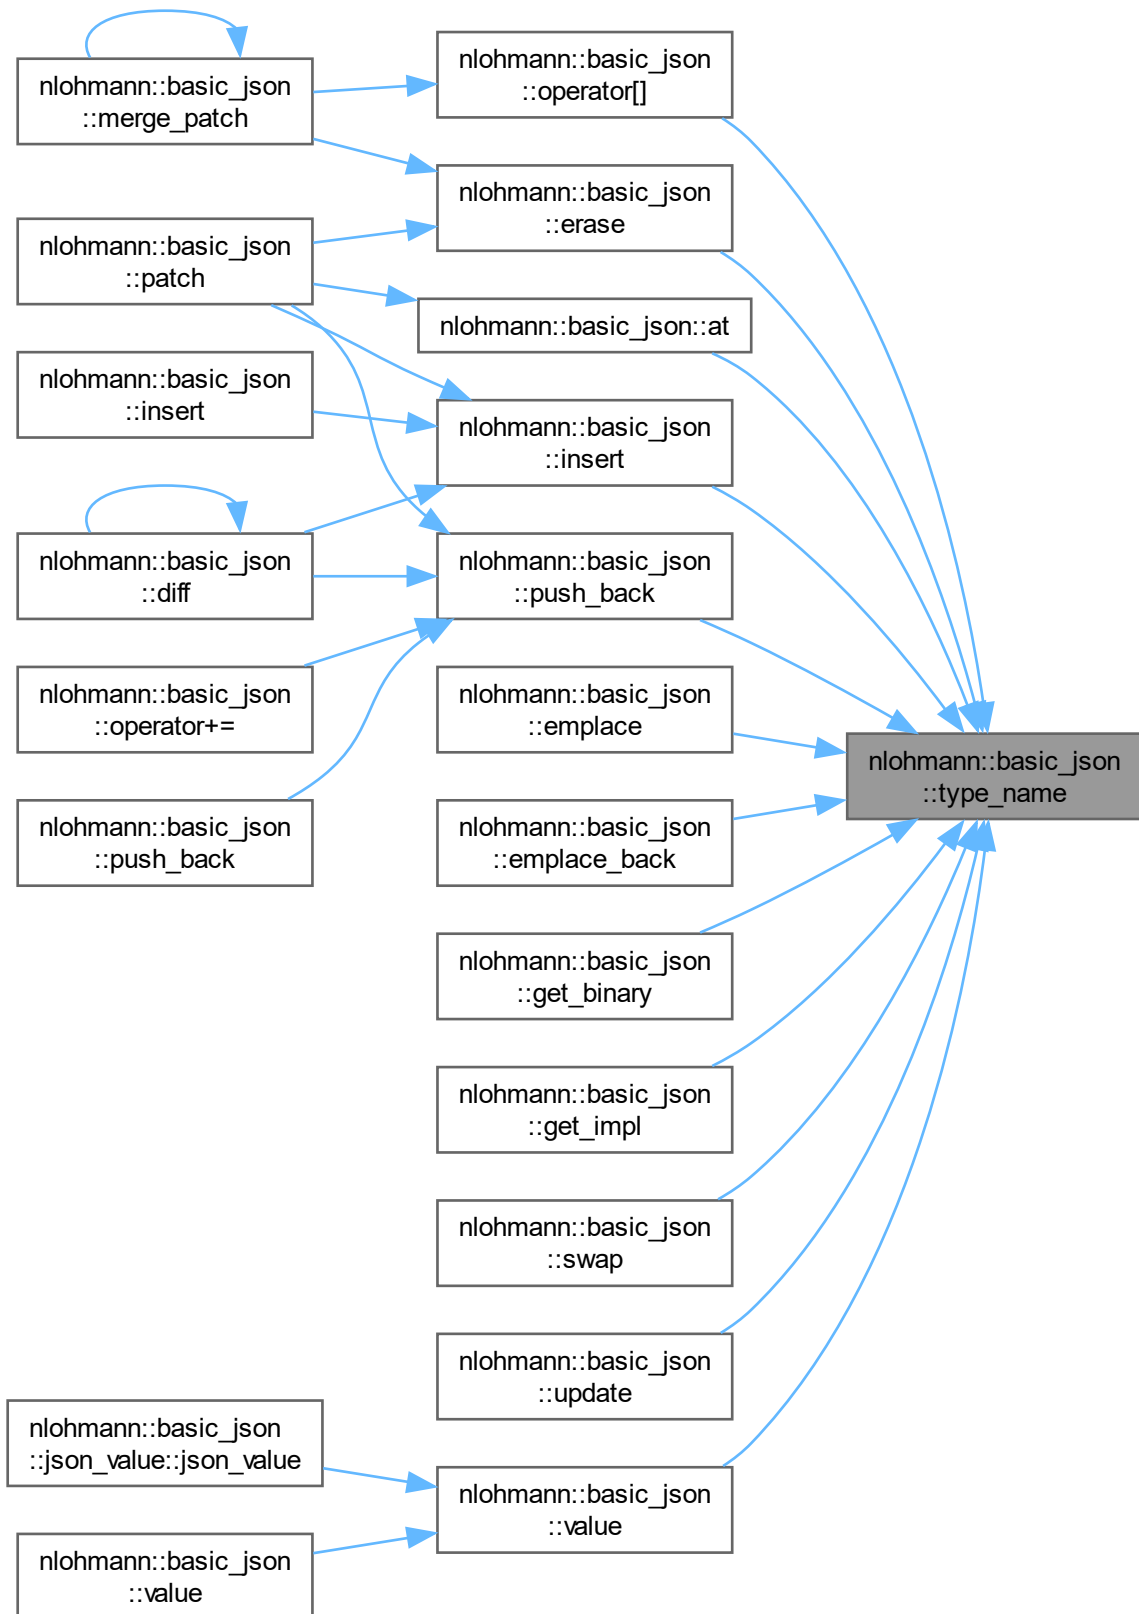 nlohmann::basic_json
::merge_patch
nlohmann::basic_json
::patch
nlohmann::basic_json
::insert
nlohmann::basic_json
::diff
nlohmann::basic_json
::operator+=
nlohmann::basic_json
::push_back
nlohmann::basic_json
::json_value::json_value
nlohmann::basic_json
::value
nlohmann::basic_json
::operator[]
nlohmann::basic_json
::erase
nlohmann::basic_json::at
nlohmann::basic_json
::insert
nlohmann::basic_json
::push_back
nlohmann::basic_json
::emplace
nlohmann::basic_json
::emplace_back
nlohmann::basic_json
::get_binary
nlohmann::basic_json
::get_impl
nlohmann::basic_json
::swap
nlohmann::basic_json
::update
nlohmann::basic_json
::value
nlohmann::basic_json
::type_name